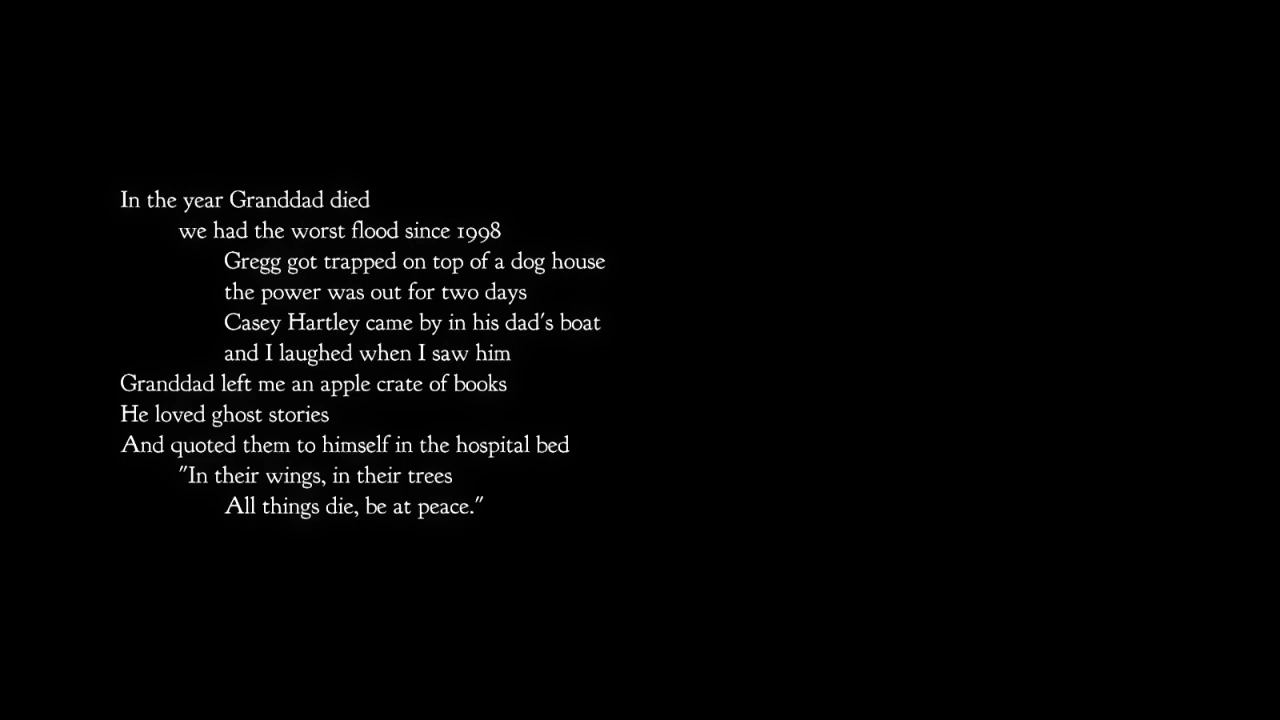 In the year Granddad died
we had the worst flood since 1998
Gregg got trapped on top of a dog house
the power was out for two days
Casey Hartley came by in his dad's boat
and I laughed when I saw him
Granddad left me an apple crate of books
He loved ghost stories
And quoted them to himself in the hospital bed
"In their wings, in their trees
All things die, be at peace."